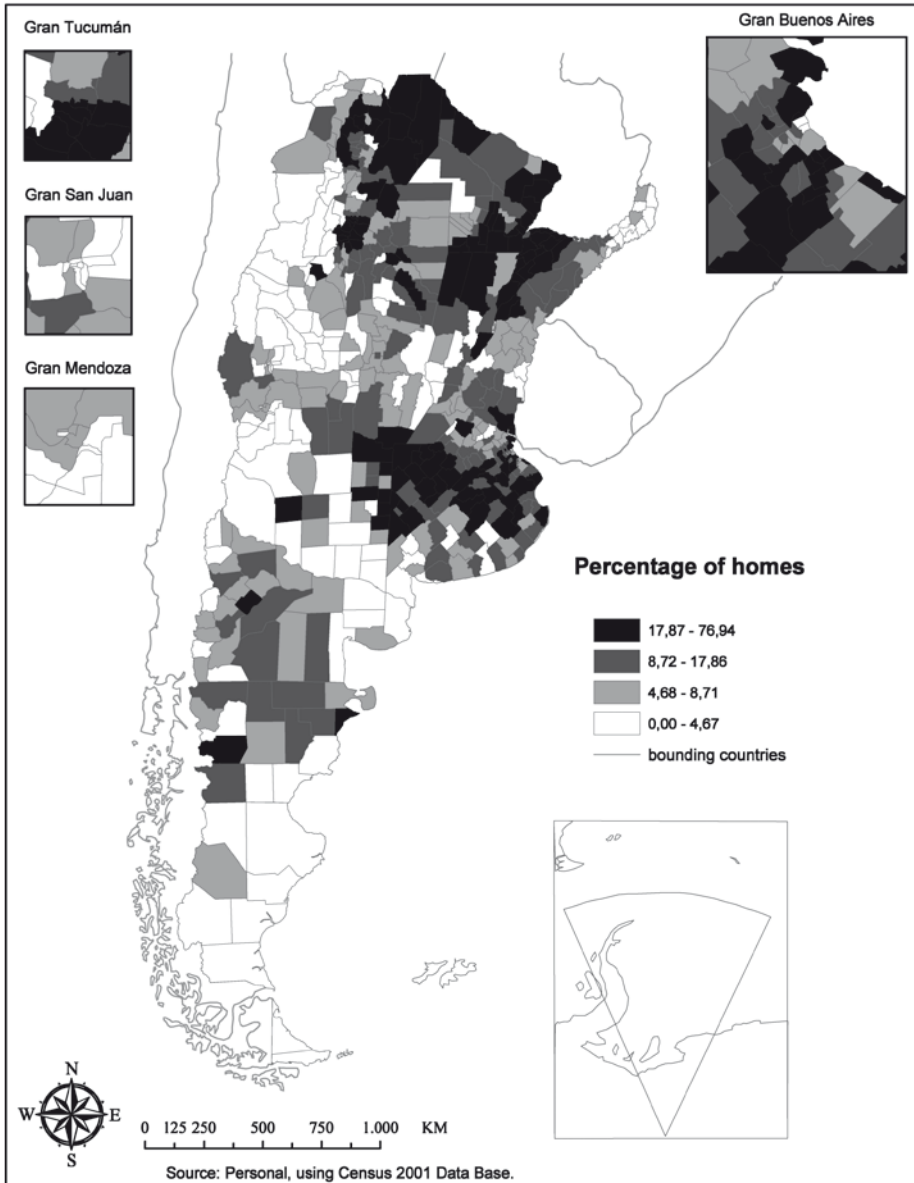 Gran Tucumán
Gran Buenos Aires
Gran San Juan
Gran Mendoza
Percentage of homes
17,87 - 76,94
8,72 - 17,86
4,68 - 8,71
0,00 - 4,67
bounding countries
N
W E
S
0 125 250 500 750 1.000 KM
Source: Personal, using Census 2001 Data Base.